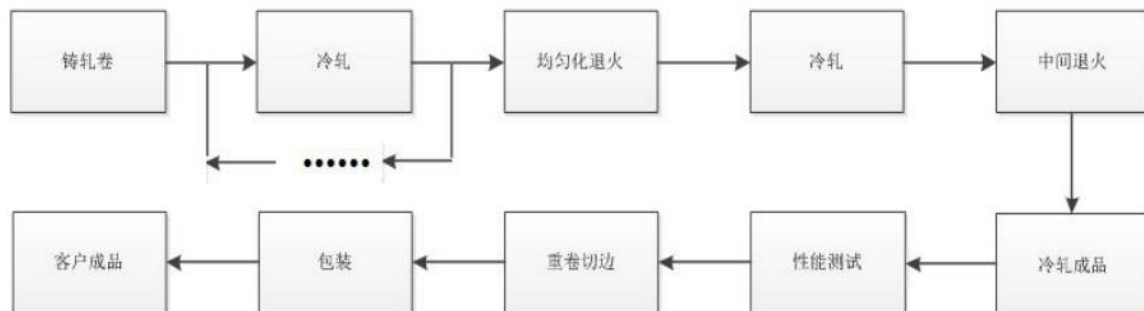 铸轧卷
冷轧
均匀化退火
冷轧
中间退火
······
客户成品
包装
重卷切边
性能测试
冷轧成品